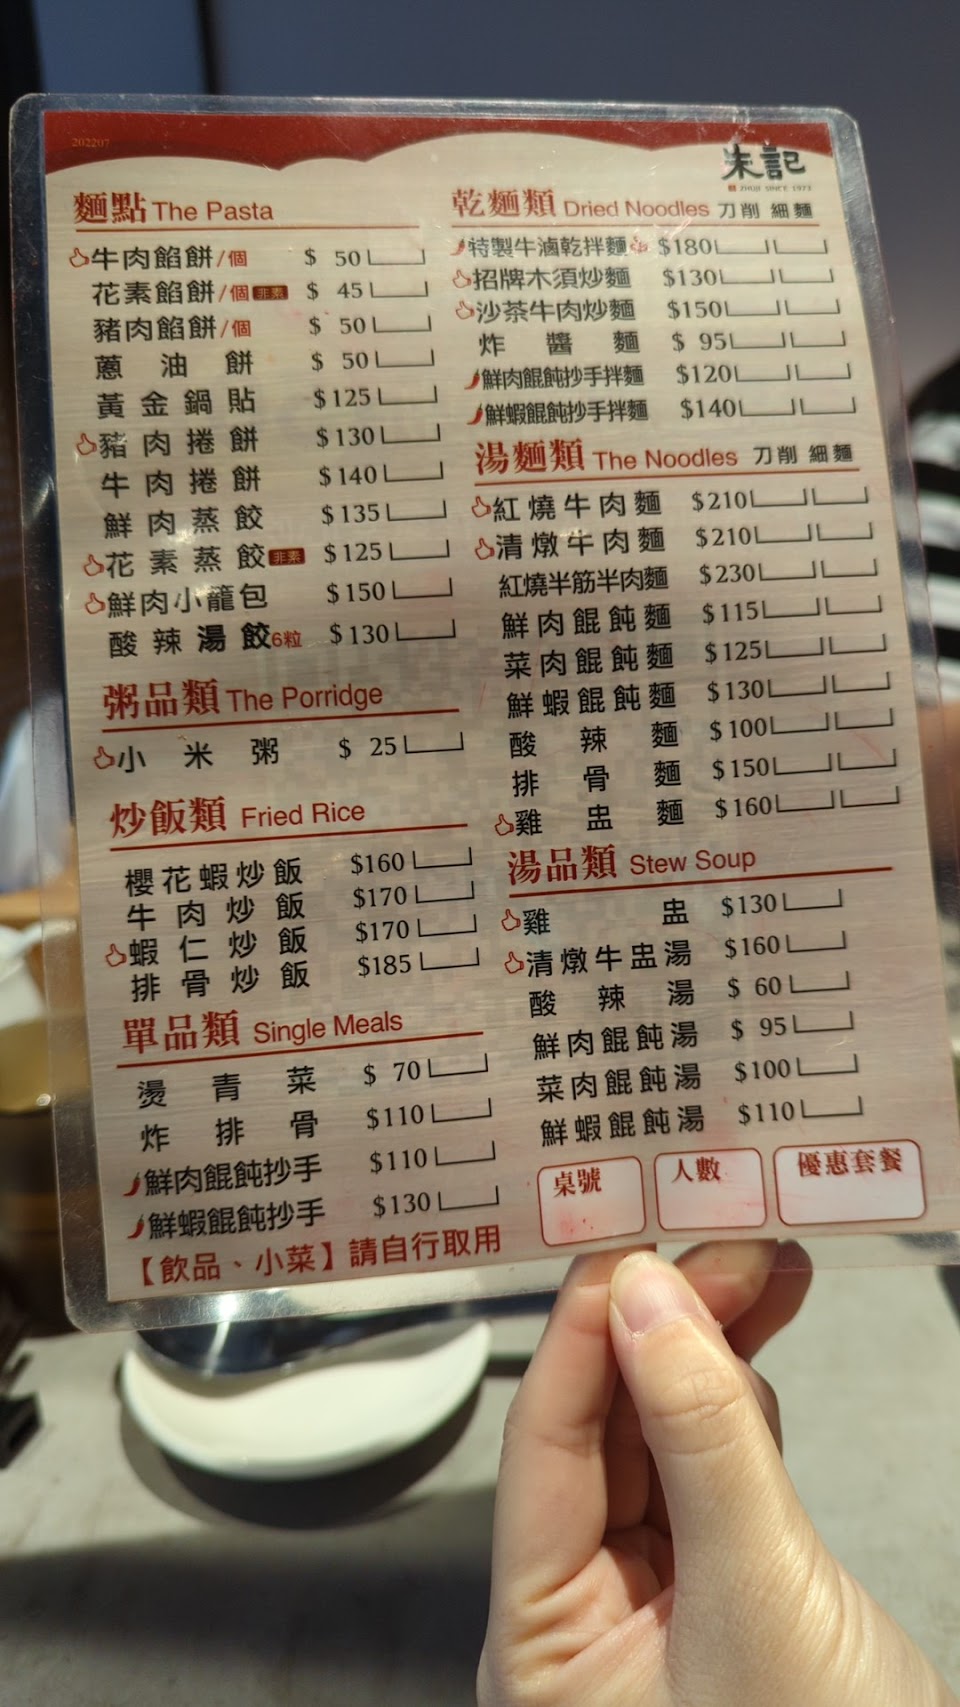 202207
朱記
ZHUJI SINCE 1973
麵點 The Pasta
牛肉餡餅/個 $ 50
花素餡餅/個 非素 $ 45
豬肉餡餅/個 $ 50
蔥油餅 $ 50
黃金鍋貼 $125
豬肉捲餅 $130
牛肉捲餅 $140
鮮肉蒸餃 $135
花素蒸餃 非素 $125
鮮肉小籠包 $150
酸辣湯餃6粒 $130
粥品類 The Porridge
小米粥 $ 25
炒飯類 Fried Rice
櫻花蝦炒飯 $160
牛肉炒飯 $170
蝦仁炒飯 $170
排骨炒飯 $185
單品類 Single Meals
燙青菜 $ 70
炸排骨 $110
鮮肉餛飩抄手 $110
鮮蝦餛飩抄手 $130
【飲品、小菜】請自行取用
乾麵類 Dried Noodles 刀削 細麵
特製牛滷乾拌麵 $180
招牌木須炒麵 $130
沙茶牛肉炒麵 $150
炸醬麵 $ 95
鮮肉餛飩抄手拌麵 $120
鮮蝦餛飩抄手拌麵 $140
湯麵類 The Noodles 刀削 細麵
紅燒牛肉麵 $210
清燉牛肉麵 $210
紅燒半筋半肉麵 $230
鮮肉餛飩麵 $115
菜肉餛飩麵 $125
鮮蝦餛飩麵 $130
酸辣麵 $100
排骨麵 $150
雞盅麵 $160
湯品類 Stew Soup
雞盅 $130
清燉牛盅湯 $160
酸辣湯 $ 60
鮮肉餛飩湯 $ 95
菜肉餛飩湯 $100
鮮蝦餛飩湯 $110
桌號 人數 優惠套餐